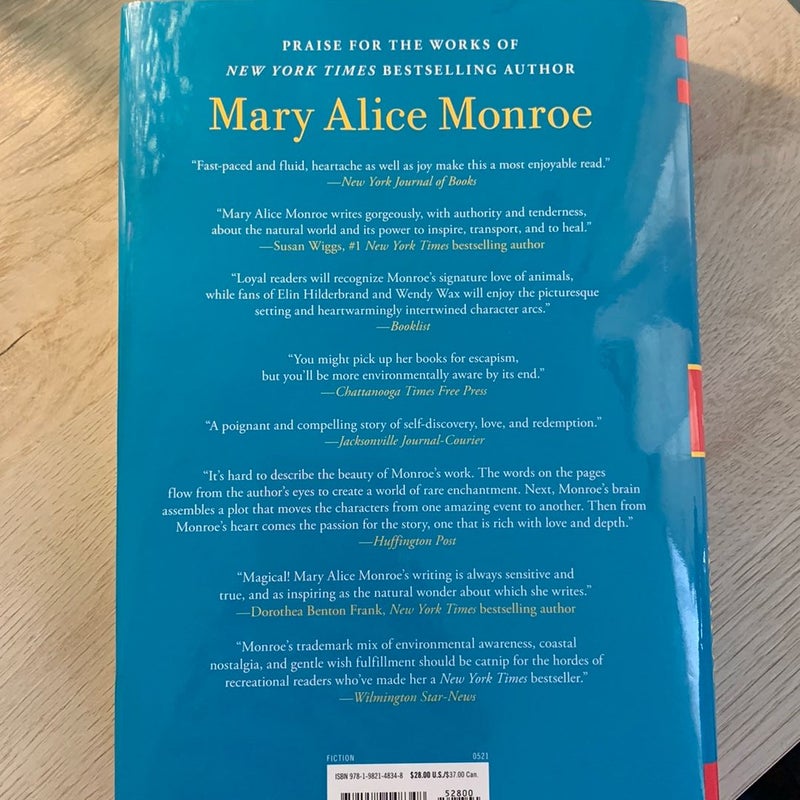 PRAISE FOR THE WORKS OF
NEW YORK TIMES BESTSELLING AUTHOR
Mary Alice Monroe
“Fast-paced and fluid, heartache as well as joy make this a most enjoyable read.”
—New York Journal of Books
“Mary Alice Monroe writes gorgeously, with authority and tenderness,
about the natural world and its power to inspire, transport, and to heal.”
—Susan Wiggs, #1 New York Times bestselling author
“Loyal readers will recognize Monroe’s signature love of animals,
while fans of Elin Hilderbrand and Wendy Wax will enjoy the picturesque
setting and heartwarmingly intertwined character arcs.”
—Booklist
“You might pick up her books for escapism,
but you’ll be more environmentally aware by its end.”
—Chattanooga Times Free Press
“A poignant and compelling story of self-discovery, love, and redemption.”
—Jacksonville Journal-Courier
“It’s hard to describe the beauty of Monroe’s work. The words on the pages
flow from the author’s eyes to create a world of rare enchantment. Next, Monroe’s brain
assembles a plot that moves the characters from one amazing event to another. Then from
Monroe’s heart comes the passion for the story, one that is rich with love and depth.”
—Huffington Post
“Magical! Mary Alice Monroe’s writing is always sensitive and
true, and as inspiring as the natural wonder about which she writes.”
—Dorothea Benton Frank, New York Times bestselling author
“Monroe’s trademark mix of environmental awareness, coastal
nostalgia, and gentle wish fulfillment should be catnip for the hordes of
recreational readers who’ve made her a New York Times bestseller.”
—Wilmington Star-News
FICTION 0521
ISBN 978-1-9821-4834-8 $28.00 U.S./$37.00 Can.
52800